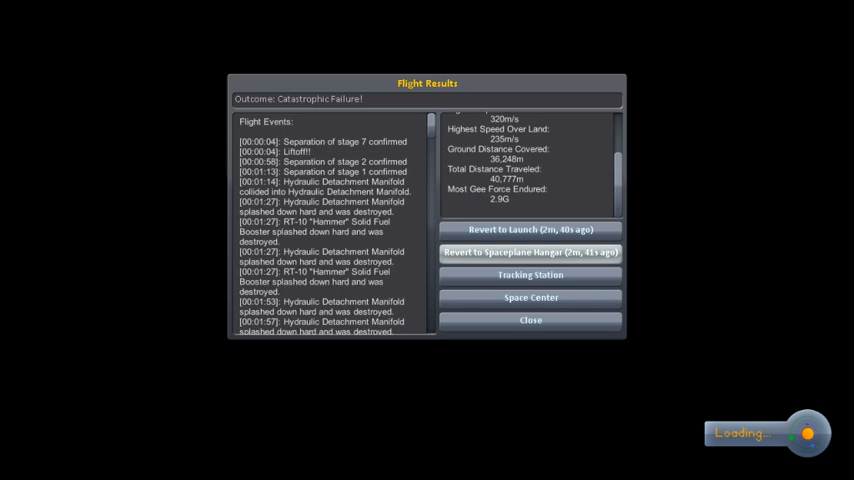 Flight Results
Outcome: Catastrophic Failure!
Flight Events:
[00:00:04]: Separation of stage 7 confirmed
[00:00:04]: Liftoff!!
[00:00:58]: Separation of stage 2 confirmed
[00:01:13]: Separation of stage 1 confirmed
[00:01:14]: Hydraulic Detachment Manifold
collided into Hydraulic Detachment Manifold.
[00:01:27]: Hydraulic Detachment Manifold
splashed down hard and was destroyed.
[00:01:27]: RT-10 "Hammer" Solid Fuel
Booster splashed down hard and was
destroyed.
[00:01:27]: Hydraulic Detachment Manifold
splashed down hard and was destroyed.
[00:01:27]: RT-10 "Hammer" Solid Fuel
Booster splashed down hard and was
destroyed.
[00:01:53]: Hydraulic Detachment Manifold
splashed down hard and was destroyed.
[00:01:57]: Hydraulic Detachment Manifold
splashed down hard and was destroyed.
320m/s
Highest Speed Over Land:
235m/s
Ground Distance Covered:
36,248m
Total Distance Traveled:
40,777m
Most Gee Force Endured:
2.9G
Revert to Launch (2m, 40s ago)
Revert to Spaceplane Hangar (2m, 41s ago)
Tracking Station
Space Center
Close
Loading...